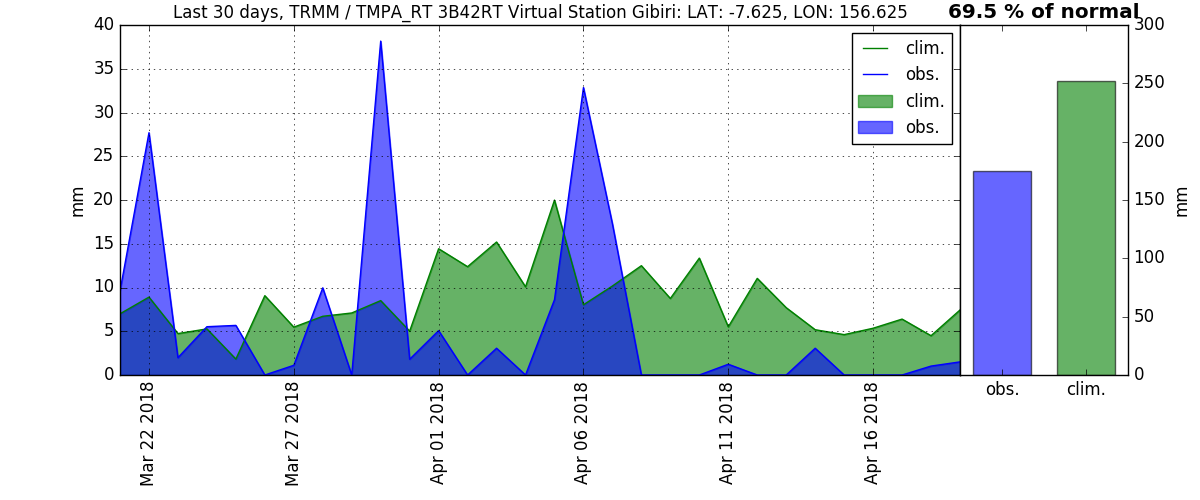 Last 30 days, TRMM / TMPA_RT 3B42RT Virtual Station Gibiri: LAT: -7.625, LON: 156.625
69.5 % of normal
40
35
30
25
20
15
10
5
0
mm
clim.
obs.
clim.
obs.
300
250
200
150
100
50
0
mm
Mar 22 2018
Mar 27 2018
Apr 01 2018
Apr 06 2018
Apr 11 2018
Apr 16 2018
obs.
clim.